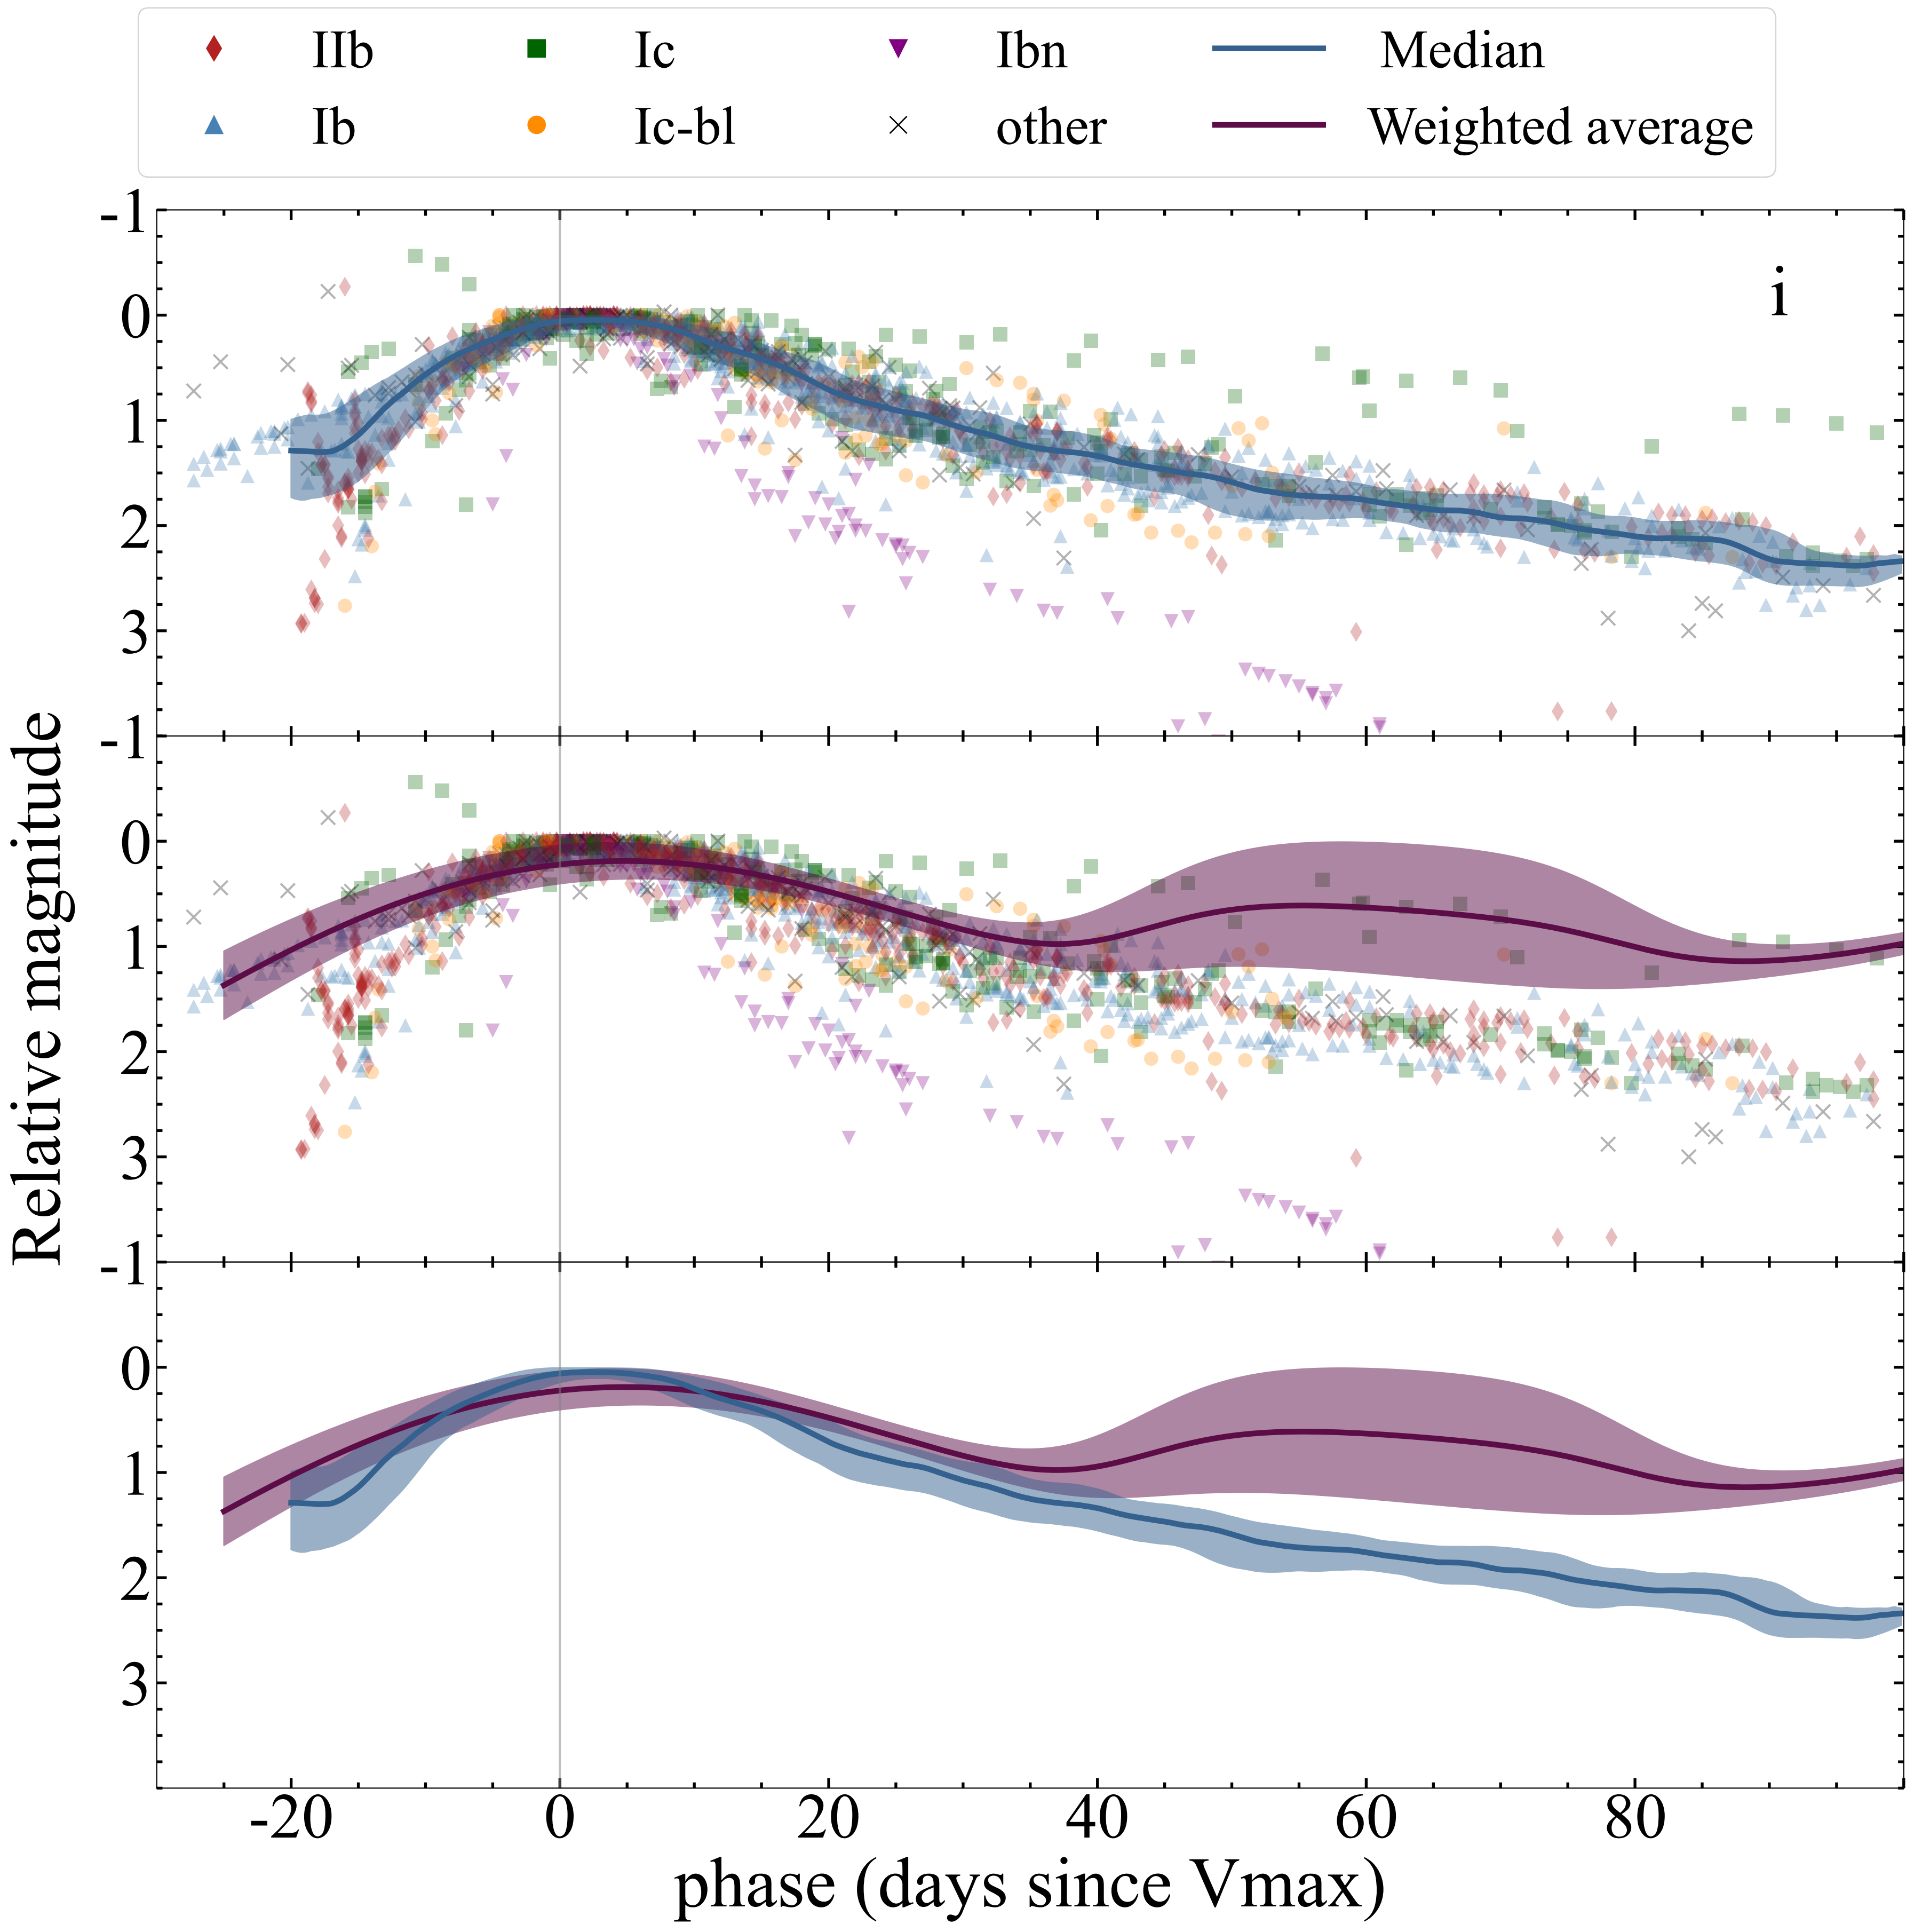 IIb Ic Ibn Median
Ib Ic-bl other Weighted average
-1
i
0
1
2
3
-1
0
1
2
3
-1
0
1
2
3
Relative magnitude
-20 0 20 40 60 80
phase (days since Vmax)